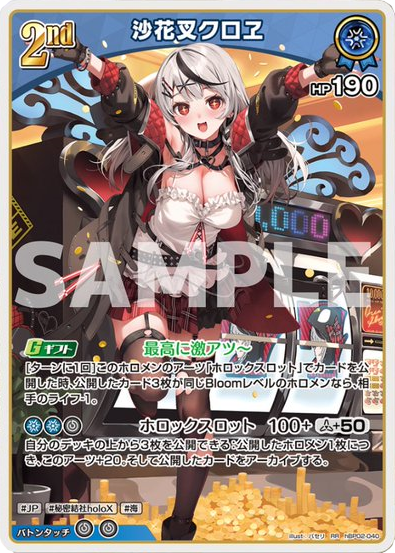 2nd
沙花叉クロヱ
HP190
1,000
SAMPLE
Gギフト 最高に激アツ～
[ターンに1回]このホロメンのアーツ「ホロックスロット」でカードを公
開した時、公開したカード3枚が同じBloomレベルのホロメンなら、相
手のライフ-1。
ホロックスロット 100+ +50
自分のデッキの上から3枚を公開できる:公開したホロメン1枚につ
き、このアーツ+20。そして公開したカードをアーカイブする。
#JP #秘密結社holoX #海
バトンタッチ
illust: パセリ RR hBP02-040